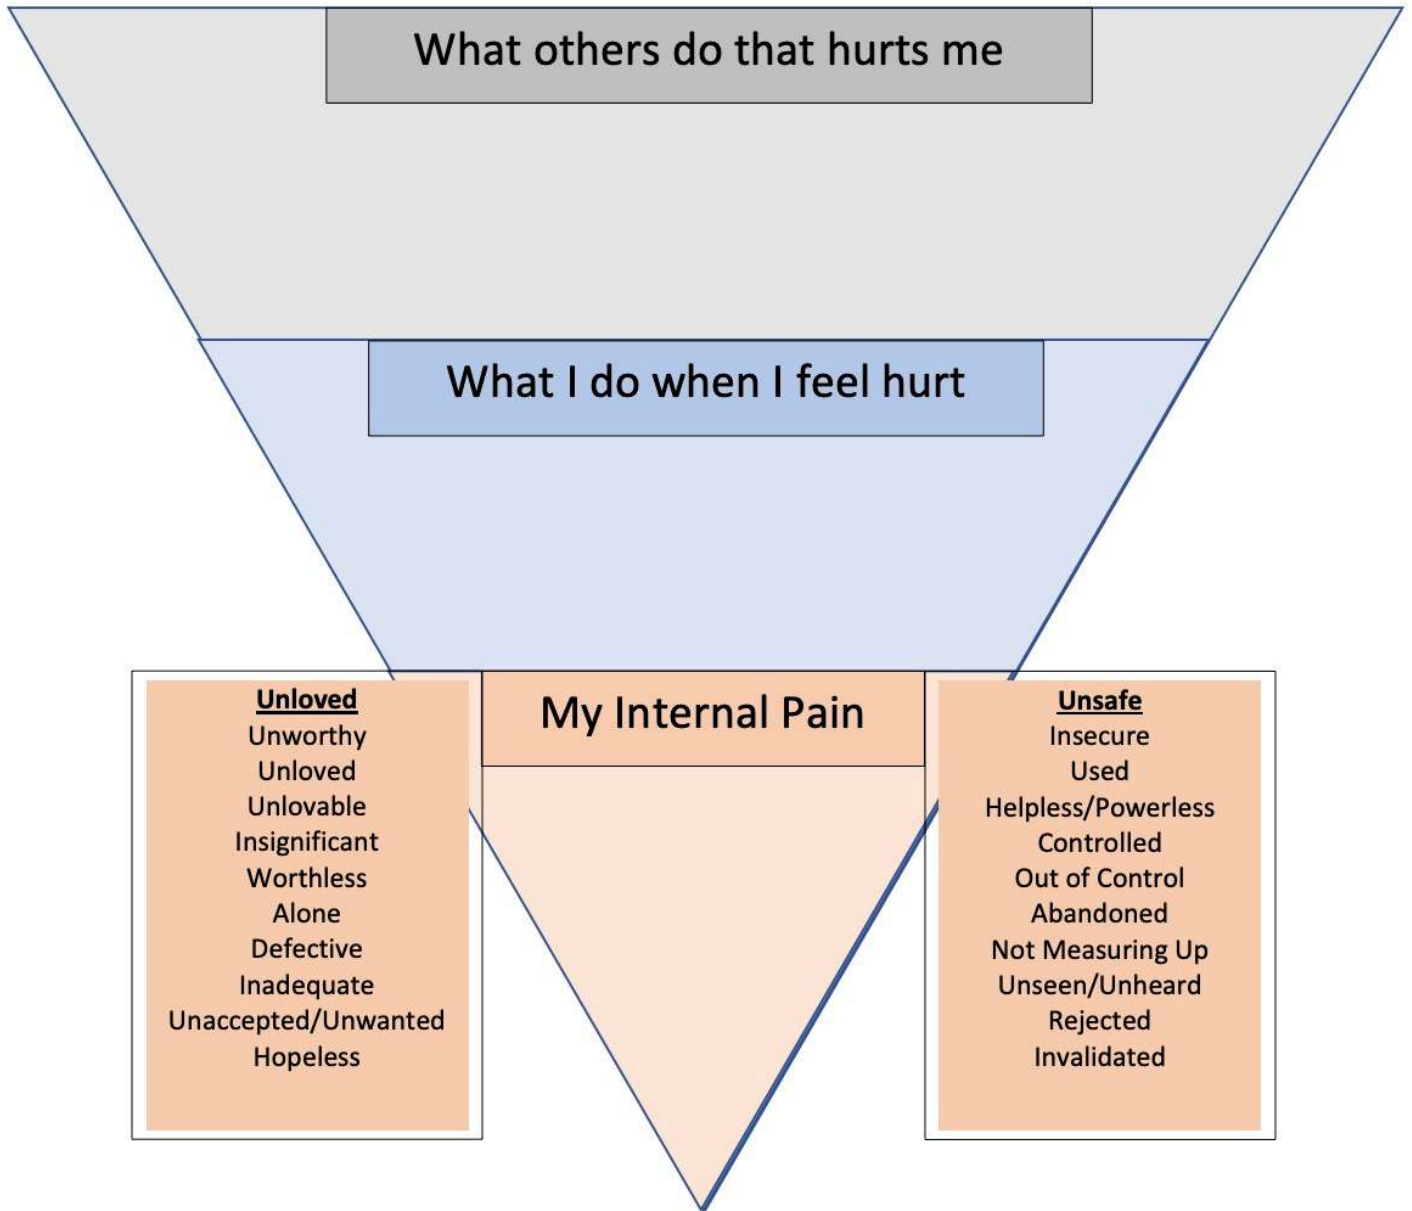 What others do that hurts me
What I do when I feel hurt
My Internal Pain
Unloved
Unworthy
Unloved
Unlovable
Insignificant
Worthless
Alone
Defective
Inadequate
Unaccepted/Unwanted
Hopeless
Unsafe
Insecure
Used
Helpless/Powerless
Controlled
Out of Control
Abandoned
Not Measuring Up
Unseen/Unheard
Rejected
Invalidated